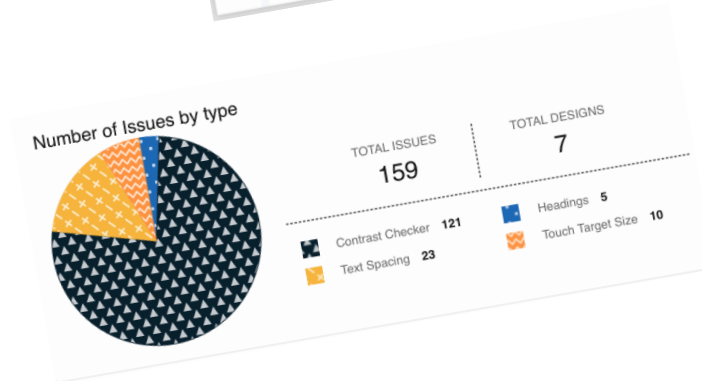 Number of Issues by type
TOTAL ISSUES
159
TOTAL DESIGNS
7
Contrast Checker 121
Text Spacing 23
Headings 5
Touch Target Size 10